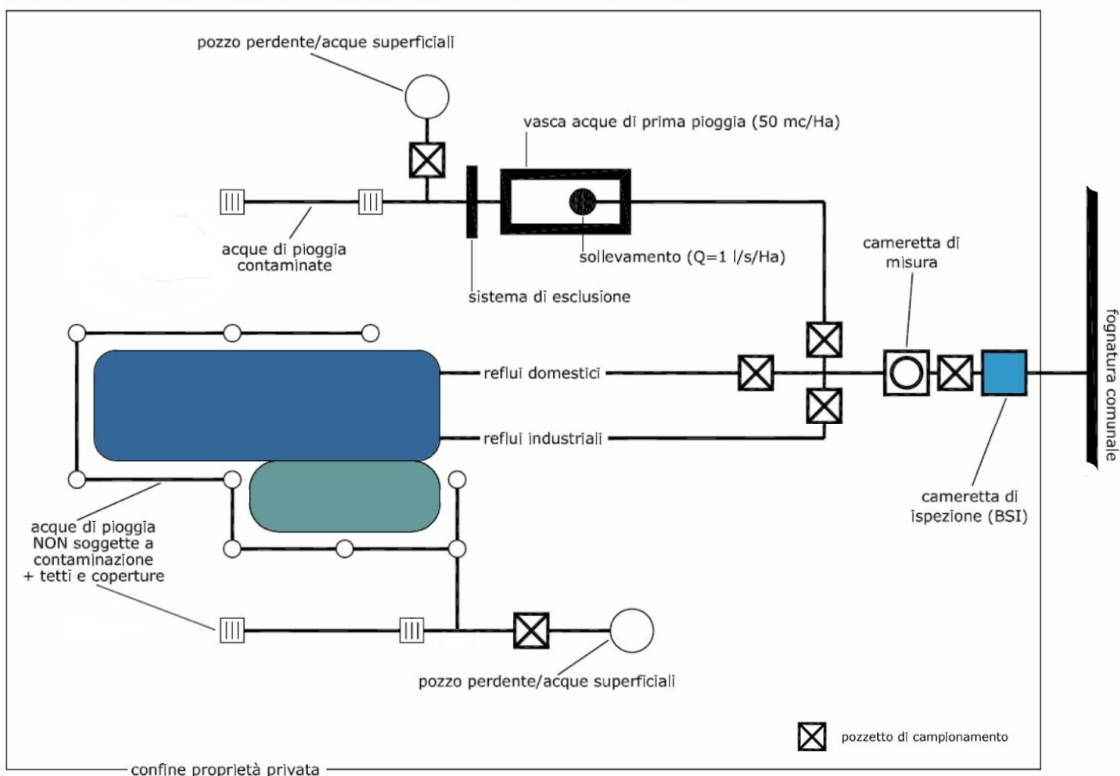 pozzo perdente/acque superficiali
vasca acque di prima pioggia (50 mc/Ha)
acque di pioggia
contaminate
sollevamento (Q=1 l/s/Ha)
sistema di esclusione
cameretta di
misura
fognatura comunale
reflui domestici
reflui industriali
cameretta di
ispezione (BSI)
acque di pioggia
NON soggette a
contaminazione
+ tetti e coperture
pozzo perdente/acque superficiali
pozzetto di campionamento
confine proprietà privata